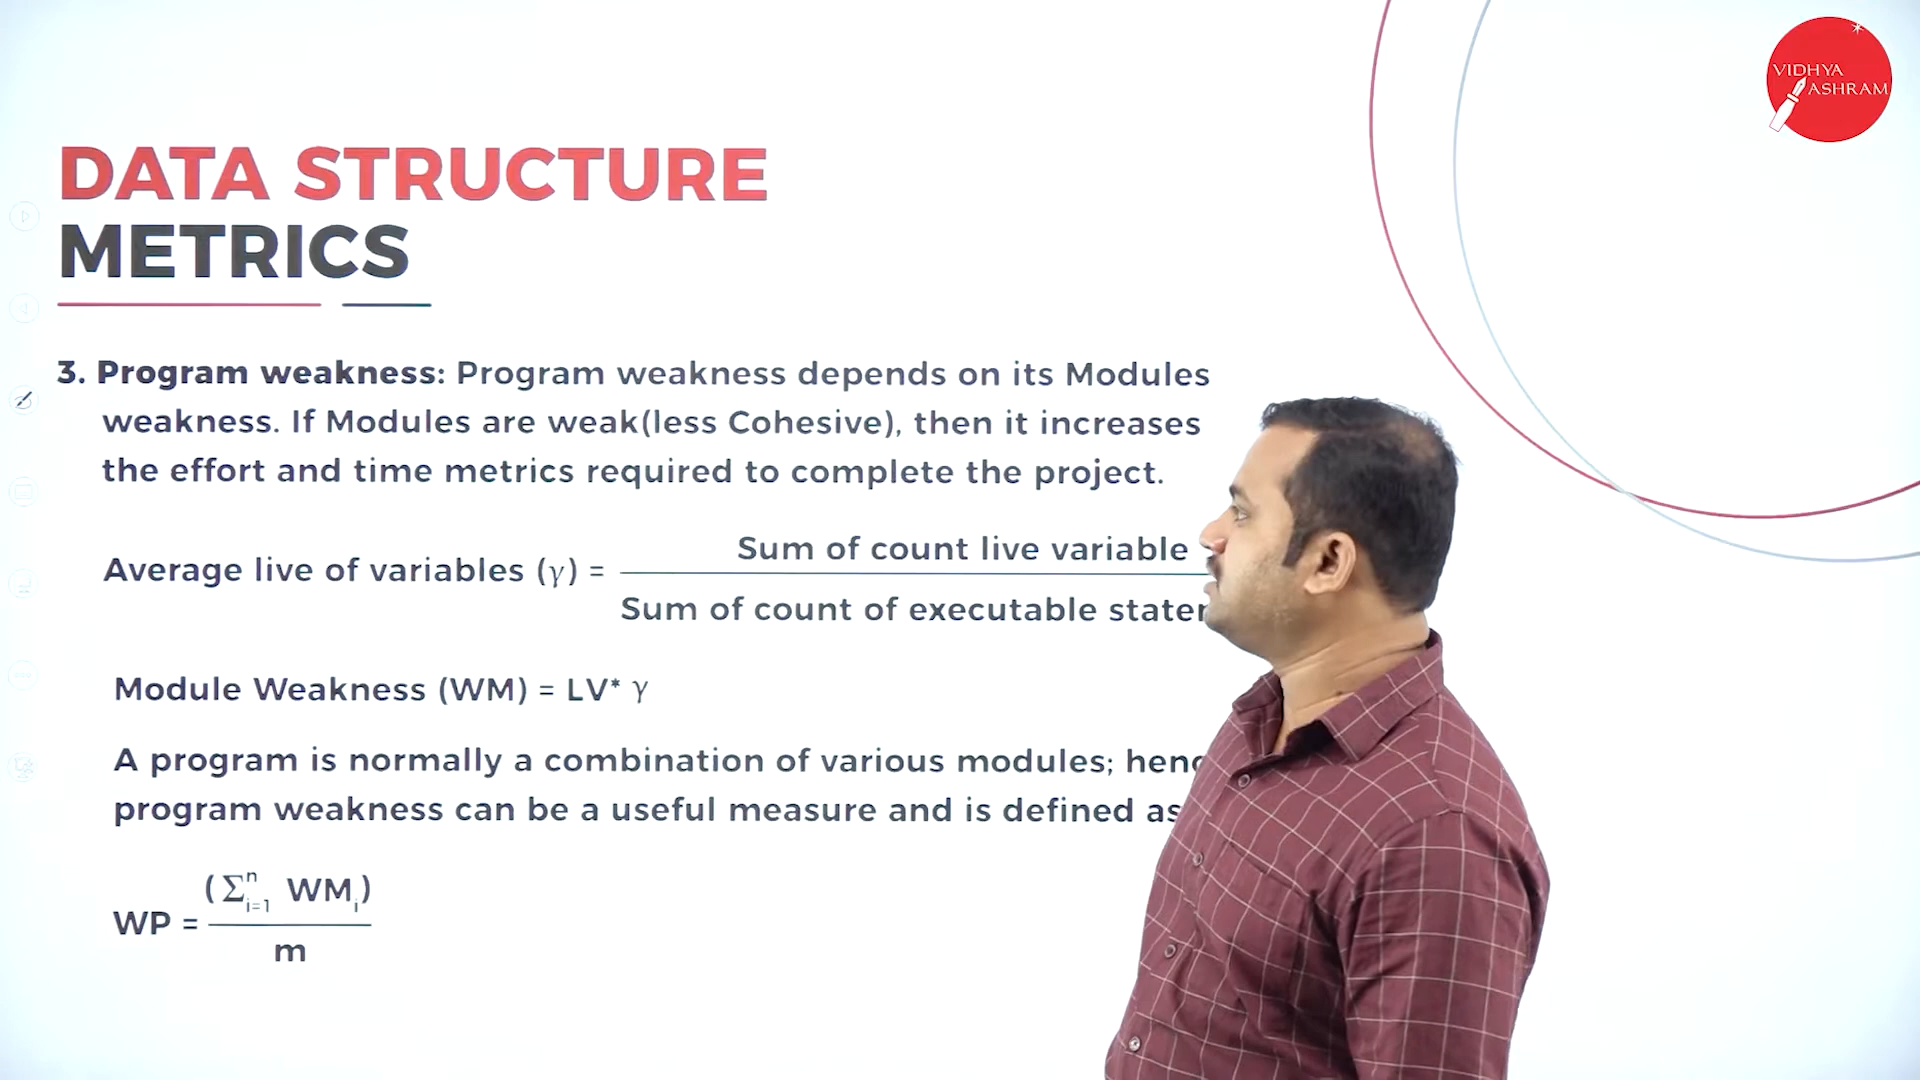 VIDHYA
ASHRAM
DATA STRUCTURE
METRICS
3. Program weakness: Program weakness depends on its Modules
weakness. If Modules are weak(less Cohesive), then it increases
the effort and time metrics required to complete the project.
Average live of variables (γ) =
Sum of count live variable
Sum of count of executable
Module Weakness (WM) = LV* γ
A program is normally a combination of various modules;
program weakness can be a useful measure and is defined as
WP = (Σⁿᵢ₌₁ WMᵢ)
m